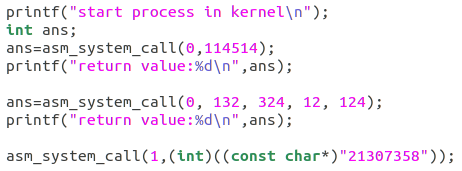 printf("start process in kernel\n");
int ans;
ans=asm_system_call(0,114514);
printf("return value:%d\n",ans);
ans=asm_system_call(0, 132, 324, 12, 124);
printf("return value:%d\n",ans);
asm_system_call(1,(int)((const char*)"21307358"));